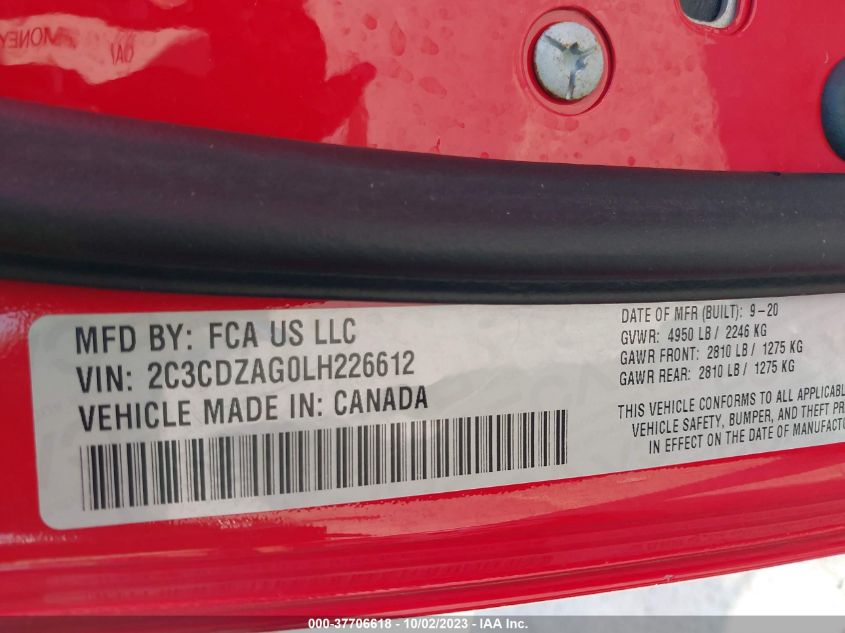 MFD BY: FCA US LLC
VIN: 2C3CDZAG0LH226612
VEHICLE MADE IN: CANADA
DATE OF MFR (BUILT): 9-20
GVWR: 4950 LB / 2246 KG
GAWR FRONT: 2810 LB / 1275 KG
GAWR REAR: 2810 LB / 1275 KG
THIS VEHICLE CONFORMS TO ALL APPLICABL
VEHICLE SAFETY, BUMPER, AND THEFT PR
IN EFFECT ON THE DATE OF MANUFACTU
000-37706618 - 10/02/2023 - IAA Inc.